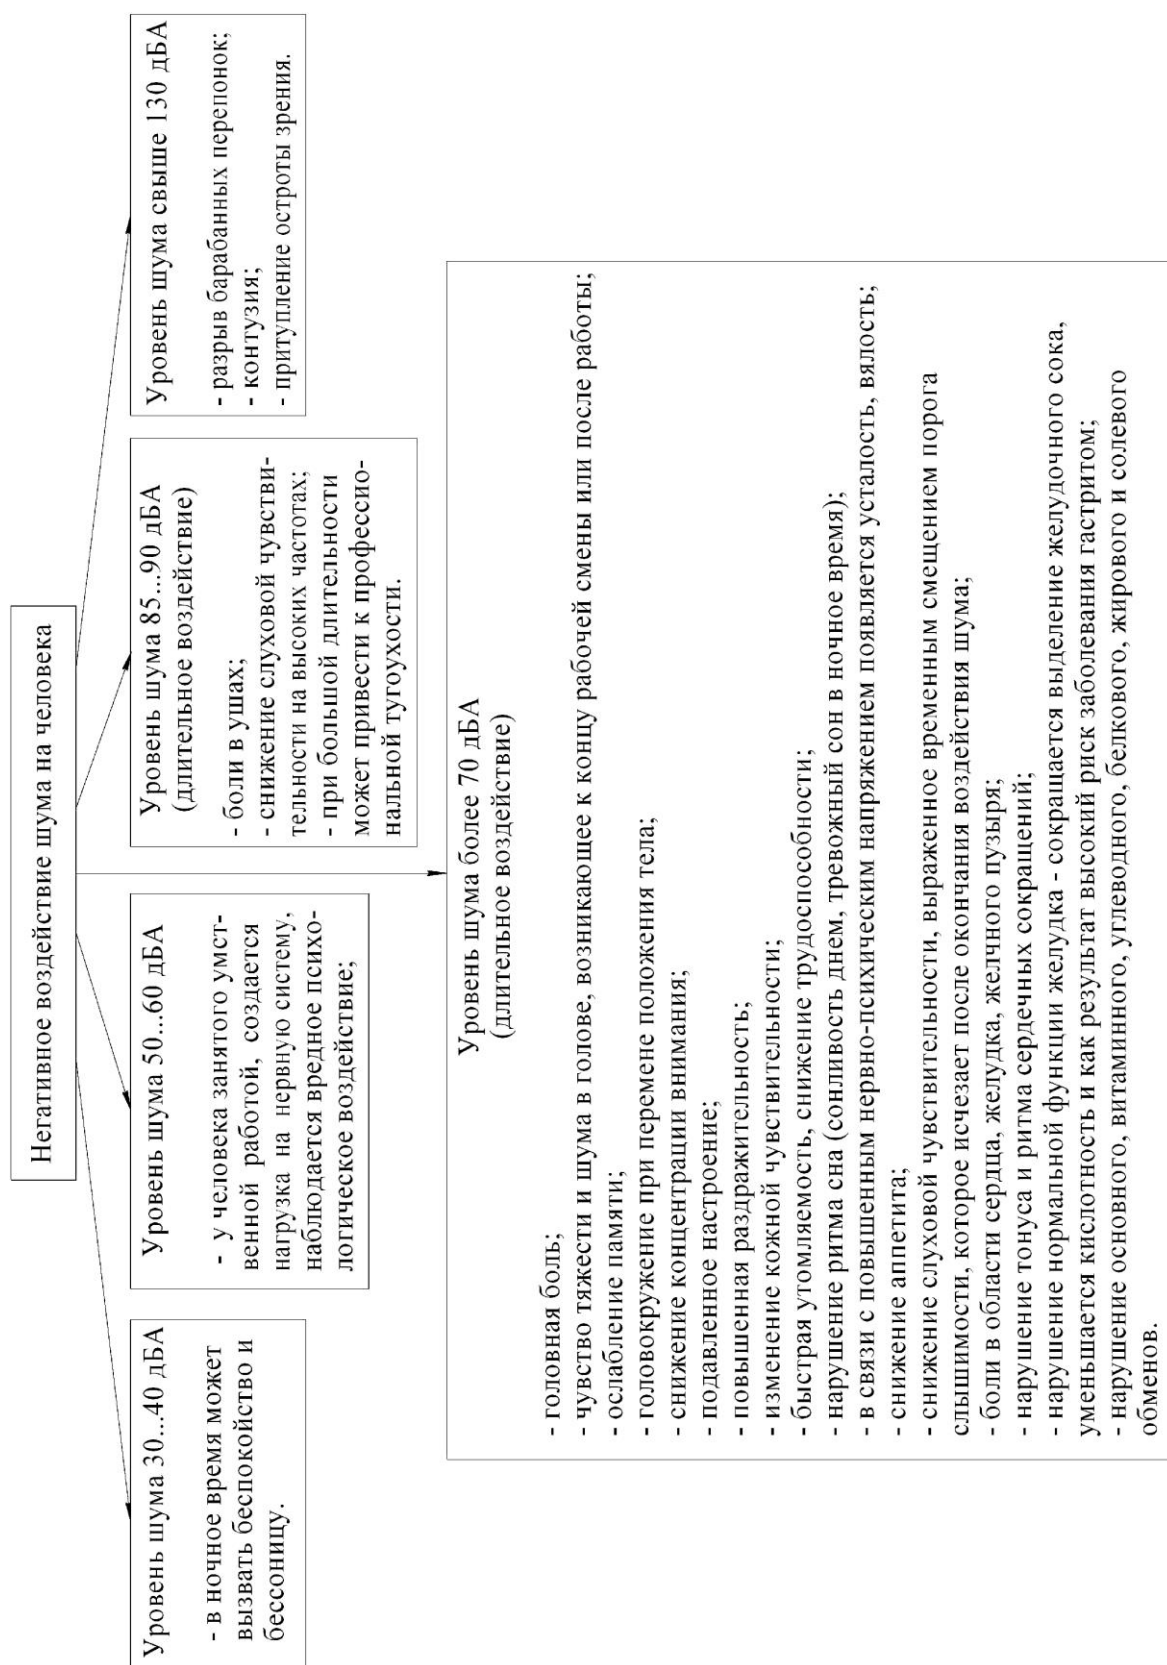 Негативное воздействие шума на человека
Уровень шума 30...40 дБА
- в ночное время может
вызвать беспокойство и
бессоницу.
Уровень шума 50...60 дБА
- у человека занятого умст-
венной работой, создается
нагрузка на нервную систему,
наблюдается вредное психо-
логическое воздействие;
Уровень шума 85...90 дБА
(длительное воздействие)
- боли в ушах;
- снижение слуховой чувстви-
тельности на высоких частотах;
- при большой длительности
может привести к профессио-
нальной тугоухости.
Уровень шума свыше 130 дБА
- разрыв барабанных перепонок;
- контузия;
- притупление остроты зрения.
Уровень шума более 70 дБА
(длительное воздействие)
- головная боль;
- чувство тяжести и шума в голове, возникающее к концу рабочей смены или после работы;
- ослабление памяти;
- головокружение при перемене положения тела;
- снижение концентрации внимания;
- подавленное настроение;
- повышенная раздражительность;
- изменение кожной чувствительности;
- быстрая утомляемость, снижение трудоспособности;
- нарушение ритма сна (сонливость днем, тревожный сон в ночное время);
- в связи с повышенным нервно-психическим напряжением появляется усталость, вялость;
- снижение аппетита;
- снижение слуховой чувствительности, выраженное временным смещением порога
слышимости, которое исчезает после окончания воздействия шума;
- боли в области сердца, желудка, желчного пузыря;
- нарушение тонуса и ритма сердечных сокращений;
- нарушение нормальной функции желудка - сокращается выделение желудочного сока,
уменьшается кислотность и как результат высокий риск заболевания гастритом;
- нарушение основного, витаминного, углеводного, белкового, жирового и солевого
обменов.